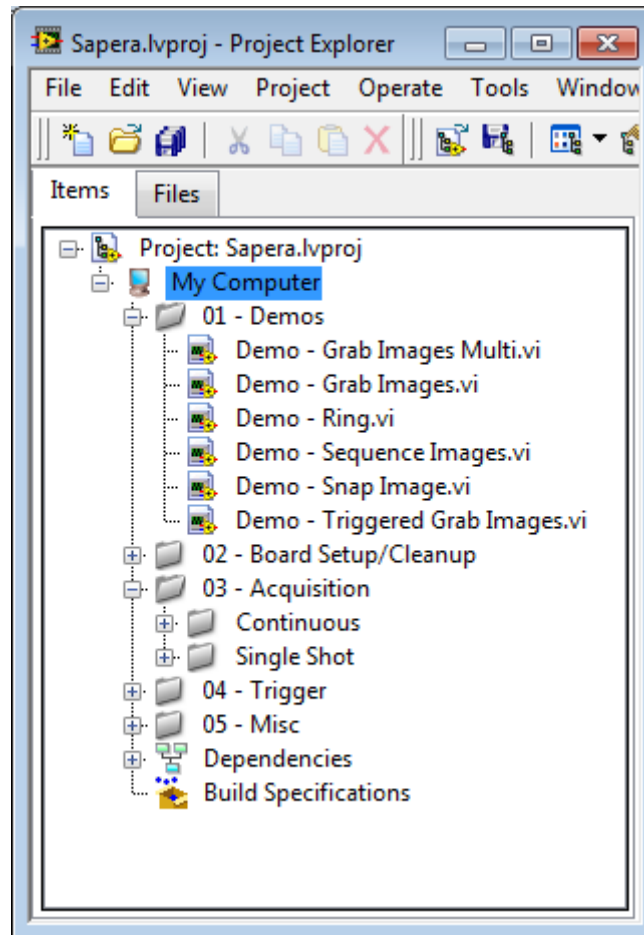 Sapera.lvproj - Project Explorer
File Edit View Project Operate Tools Window
Items Files
Project: Sapera.lvproj
My Computer
01 - Demos
Demo - Grab Images Multi.vi
Demo - Grab Images.vi
Demo - Ring.vi
Demo - Sequence Images.vi
Demo - Snap Image.vi
Demo - Triggered Grab Images.vi
02 - Board Setup/Cleanup
03 - Acquisition
Continuous
Single Shot
04 - Trigger
05 - Misc
Dependencies
Build Specifications